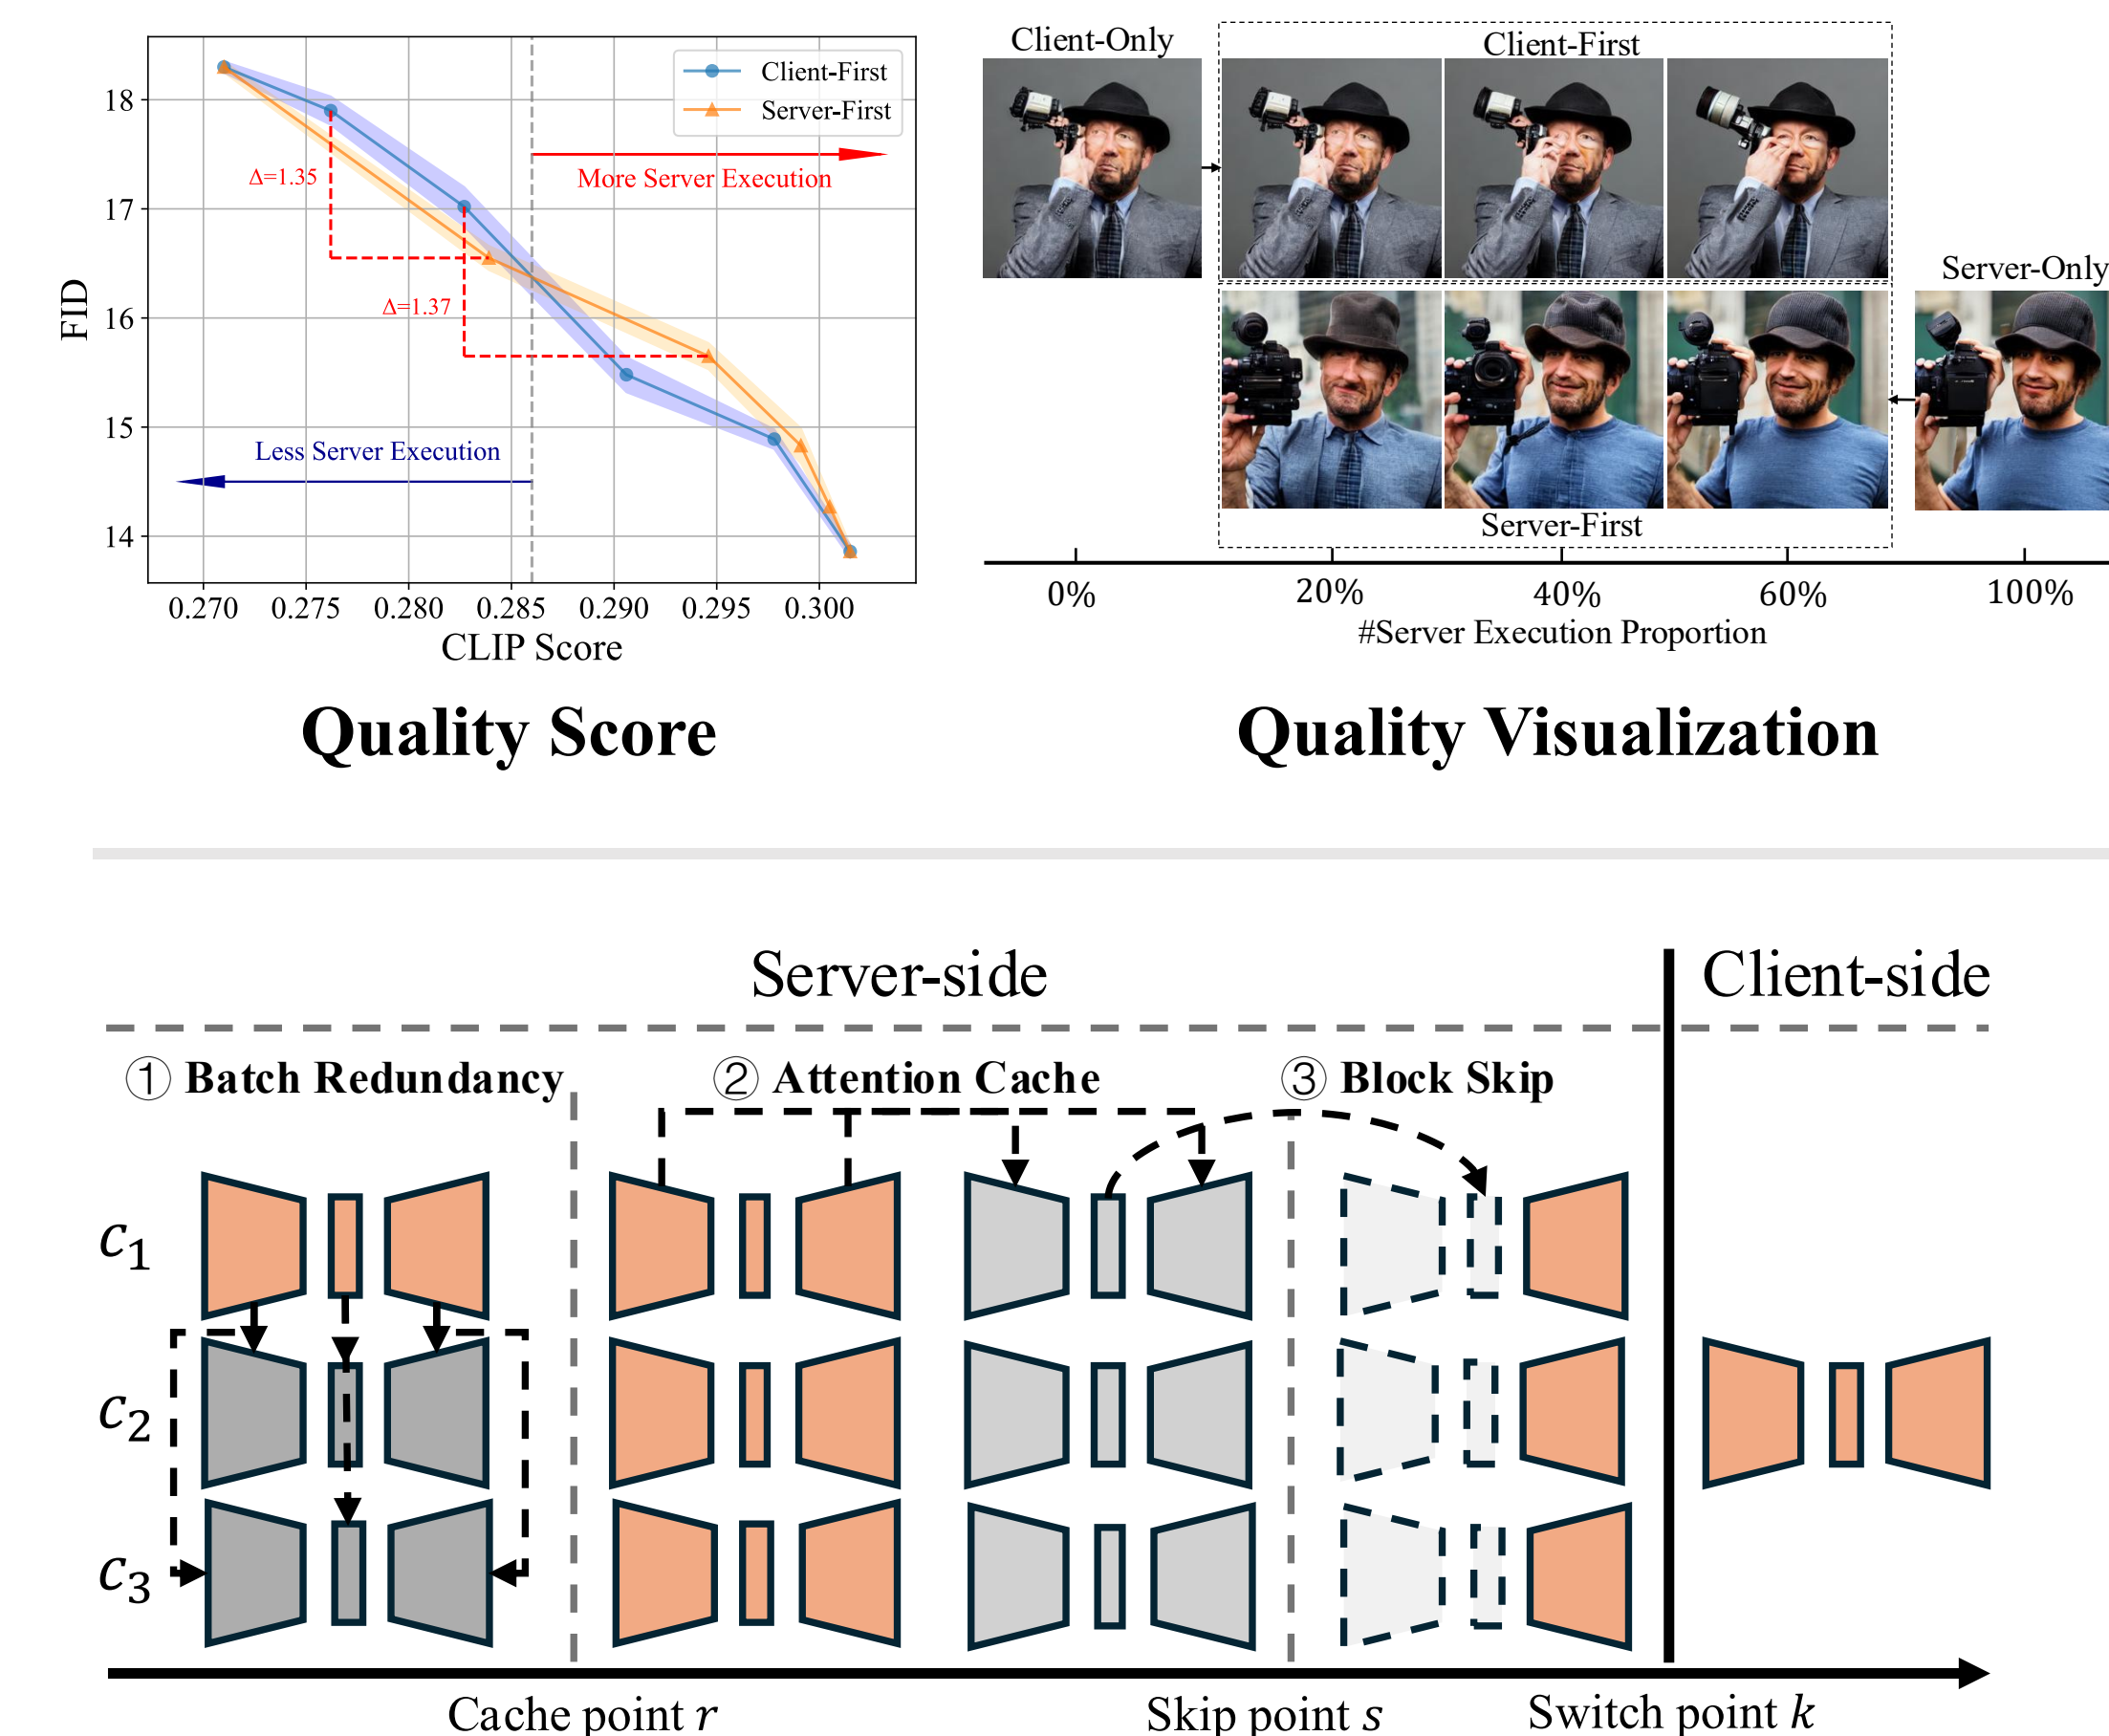 Client-First
Server-First
18
17
16
15
14
FID
Δ=1.35
Δ=1.37
More Server Execution
Less Server Execution
0.270 0.275 0.280 0.285 0.290 0.295 0.300
CLIP Score
Quality Score
Client-Only
Client-First
Server-Only
Server-First
0% 20% 40% 60% 100%
#Server Execution Proportion
Quality Visualization
Server-side
Client-side
① Batch Redundancy
② Attention Cache
③ Block Skip
c1
c2
c3
Cache point r
Skip point s
Switch point k